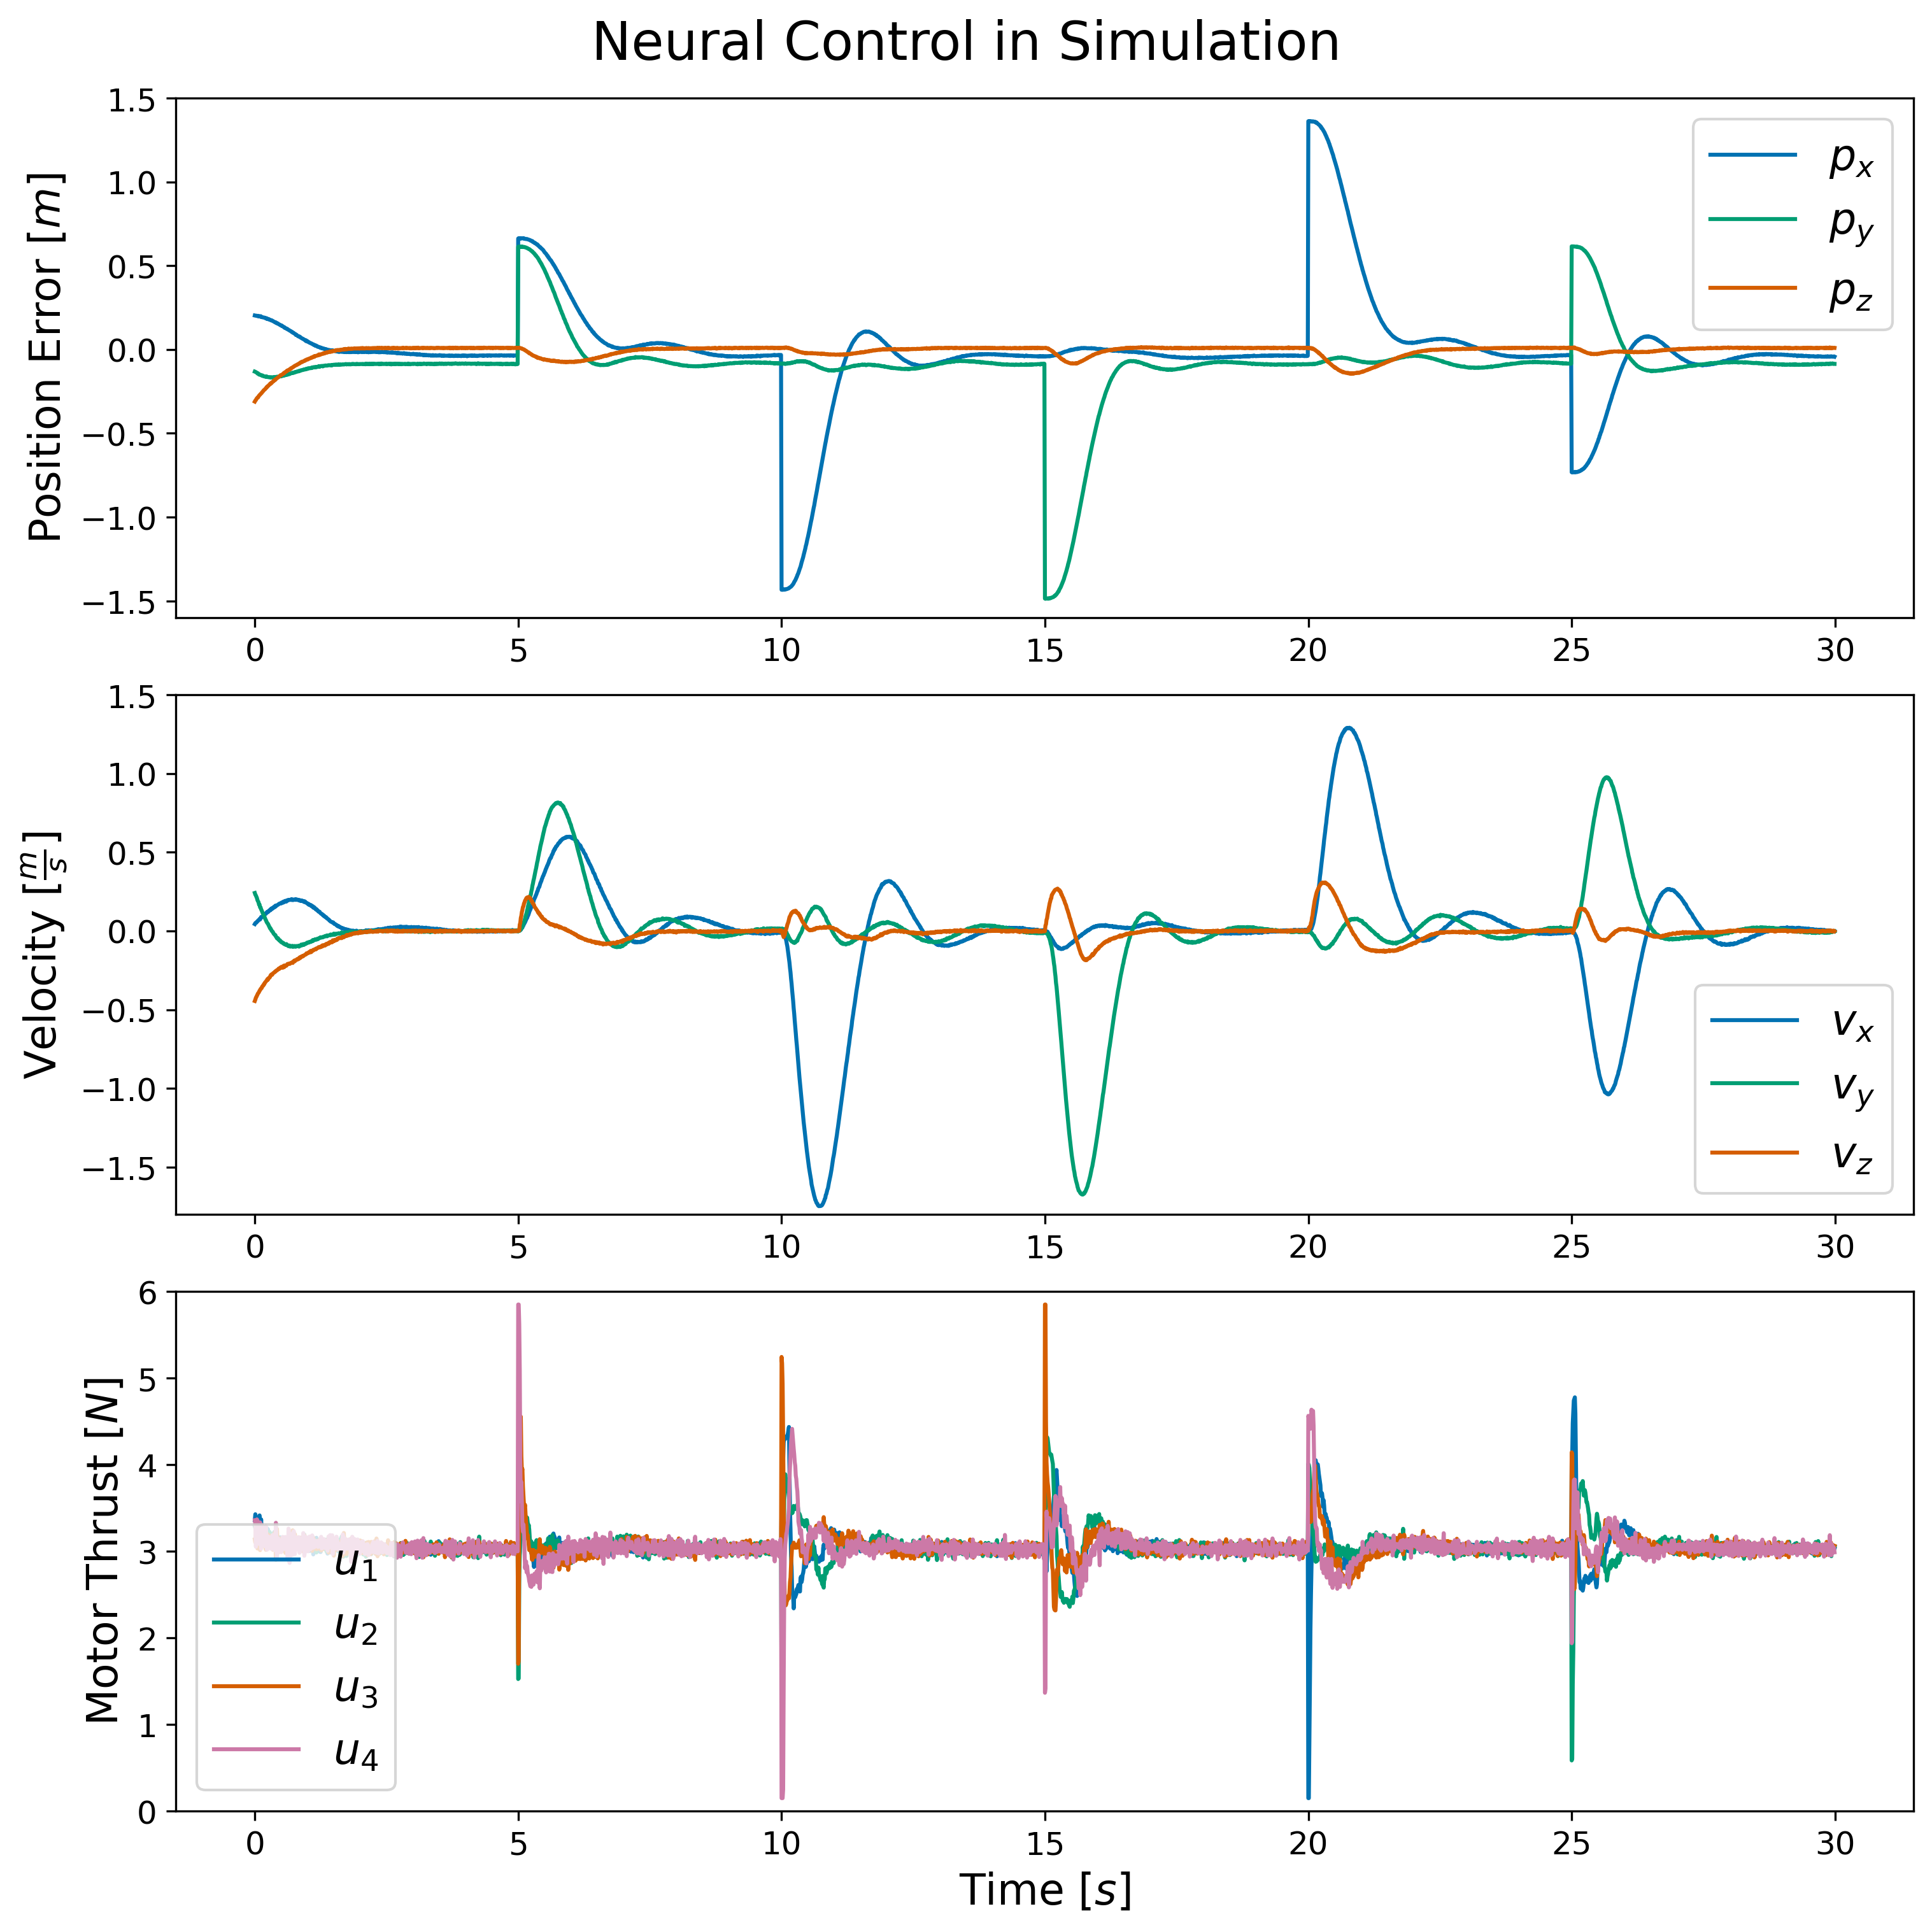 Neural Control in Simulation
Position Error [m]
1.5
1.0
0.5
0.0
−0.5
−1.0
−1.5
p_x
p_y
p_z
0 5 10 15 20 25 30
Velocity [m/s]
1.5
1.0
0.5
0.0
−0.5
−1.0
−1.5
v_x
v_y
v_z
0 5 10 15 20 25 30
Motor Thrust [N]
6
5
4
3
2
1
0
u_1
u_2
u_3
u_4
0 5 10 15 20 25 30
Time [s]